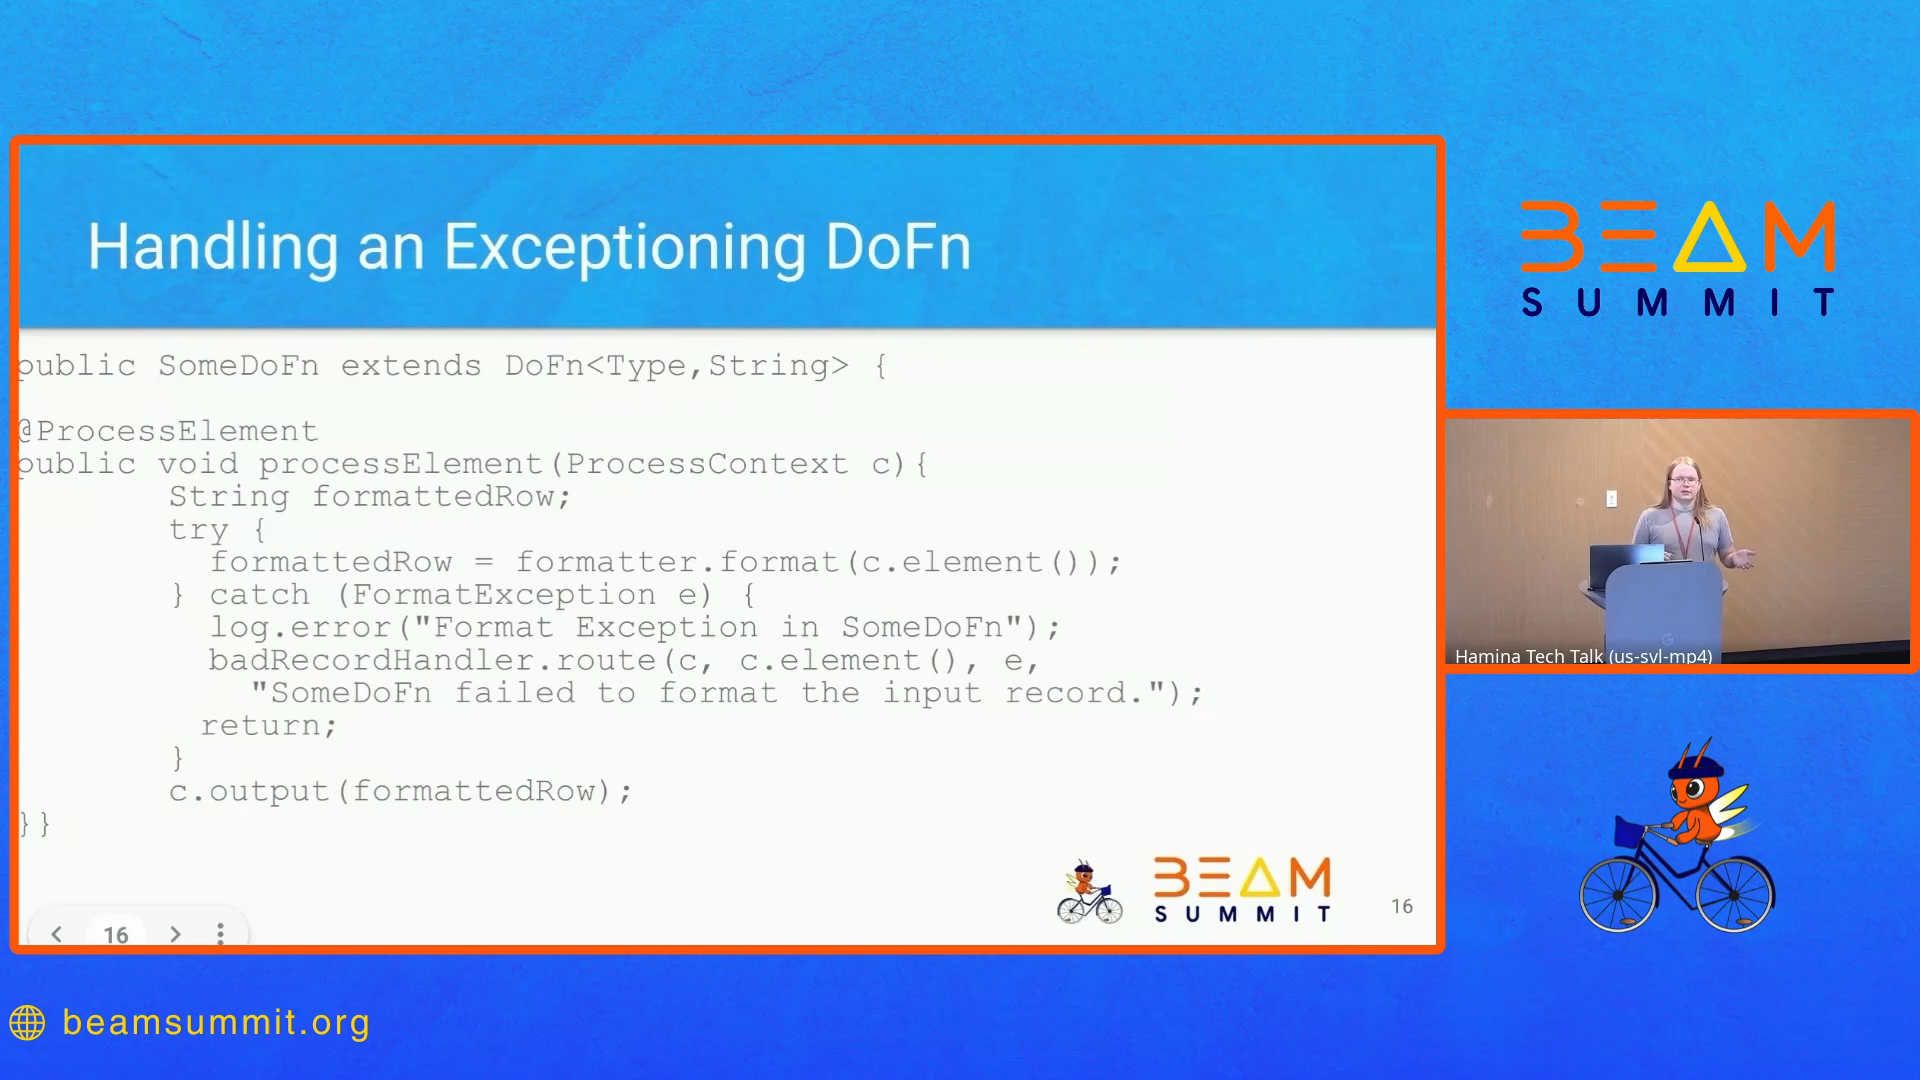 Handling an Exceptioning DoFn
public SomeDoFn extends DoFn<Type,String> {
@ProcessElement
public void processElement(ProcessContext c){
String formattedRow;
try {
formattedRow = formatter.format(c.element());
} catch (FormatException e) {
log.error("Format Exception in SomeDoFn");
badRecordHandler.route(c, c.element(), e,
"SomeDoFn failed to format the input record.");
return;
}
c.output(formattedRow);
}}
BEAM
SUMMIT
16
16
BEAM
SUMMIT
Hamina Tech Talk (us-svl-mp4)
beamsummit.org